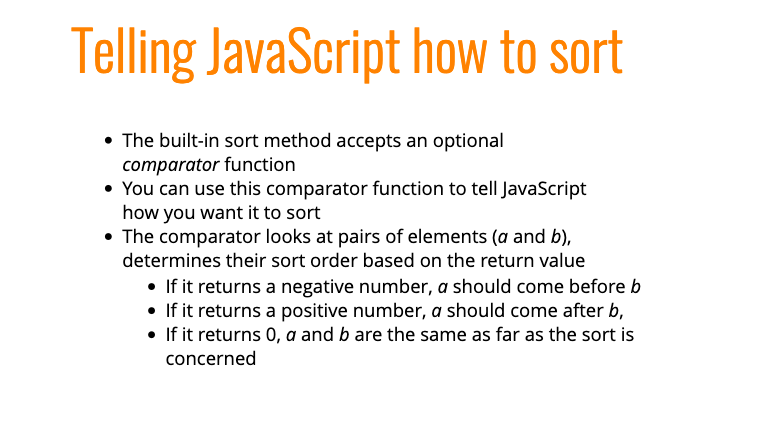 Telling JavaScript how to sort
• The built-in sort method accepts an optional
comparator function
• You can use this comparator function to tell JavaScript
how you want it to sort
• The comparator looks at pairs of elements (a and b),
determines their sort order based on the return value
• If it returns a negative number, a should come before b
• If it returns a positive number, a should come after b,
• If it returns 0, a and b are the same as far as the sort is
concerned